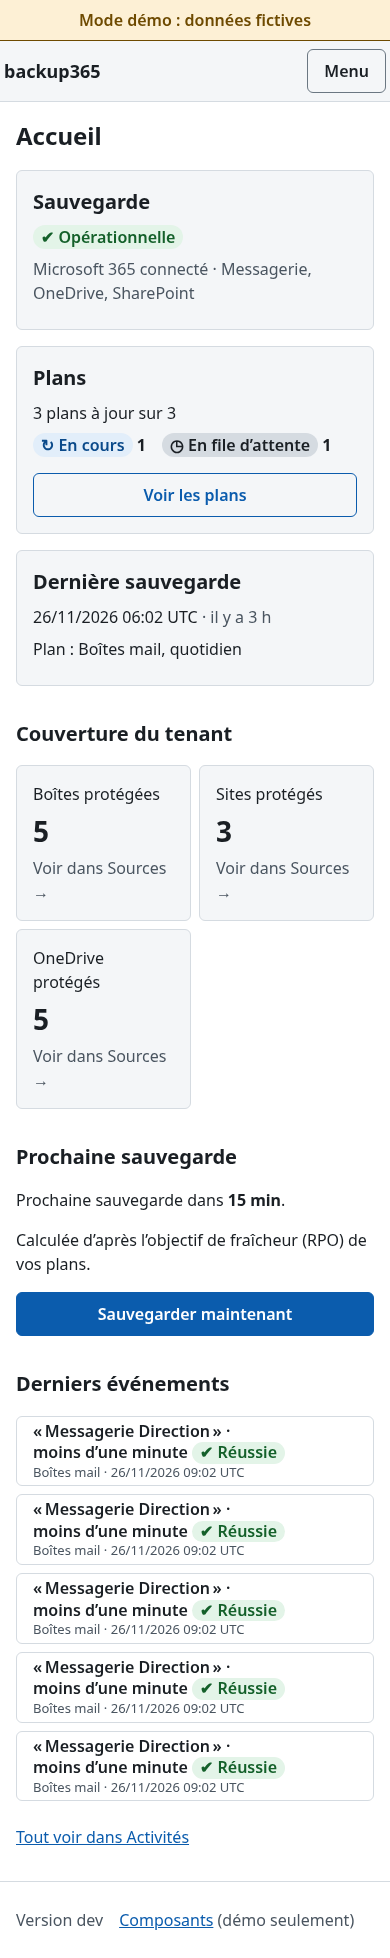 Mode démo : données fictives
backup365
Menu
Accueil
Sauvegarde
✔ Opérationnelle
Microsoft 365 connecté · Messagerie,
OneDrive, SharePoint
Plans
3 plans à jour sur 3
↻ En cours 1 ◷ En file d’attente 1
Voir les plans
Dernière sauvegarde
26/11/2026 06:02 UTC · il y a 3 h
Plan : Boîtes mail, quotidien
Couverture du tenant
Boîtes protégées
5
Voir dans Sources
→
Sites protégés
3
Voir dans Sources
→
OneDrive
protégés
5
Voir dans Sources
→
Prochaine sauvegarde
Prochaine sauvegarde dans 15 min.
Calculée d’après l’objectif de fraîcheur (RPO) de
vos plans.
Sauvegarder maintenant
Derniers événements
« Messagerie Direction » ·
moins d’une minute ✔ Réussie
Boîtes mail · 26/11/2026 09:02 UTC
« Messagerie Direction » ·
moins d’une minute ✔ Réussie
Boîtes mail · 26/11/2026 09:02 UTC
« Messagerie Direction » ·
moins d’une minute ✔ Réussie
Boîtes mail · 26/11/2026 09:02 UTC
« Messagerie Direction » ·
moins d’une minute ✔ Réussie
Boîtes mail · 26/11/2026 09:02 UTC
« Messagerie Direction » ·
moins d’une minute ✔ Réussie
Boîtes mail · 26/11/2026 09:02 UTC
Tout voir dans Activités
Version dev Composants (démo seulement)